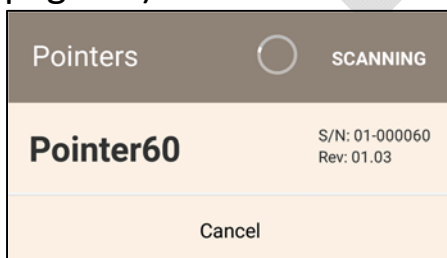 Pointers SCANNING
Pointer60
S/N: 01-000060
Rev: 01.03
Cancel